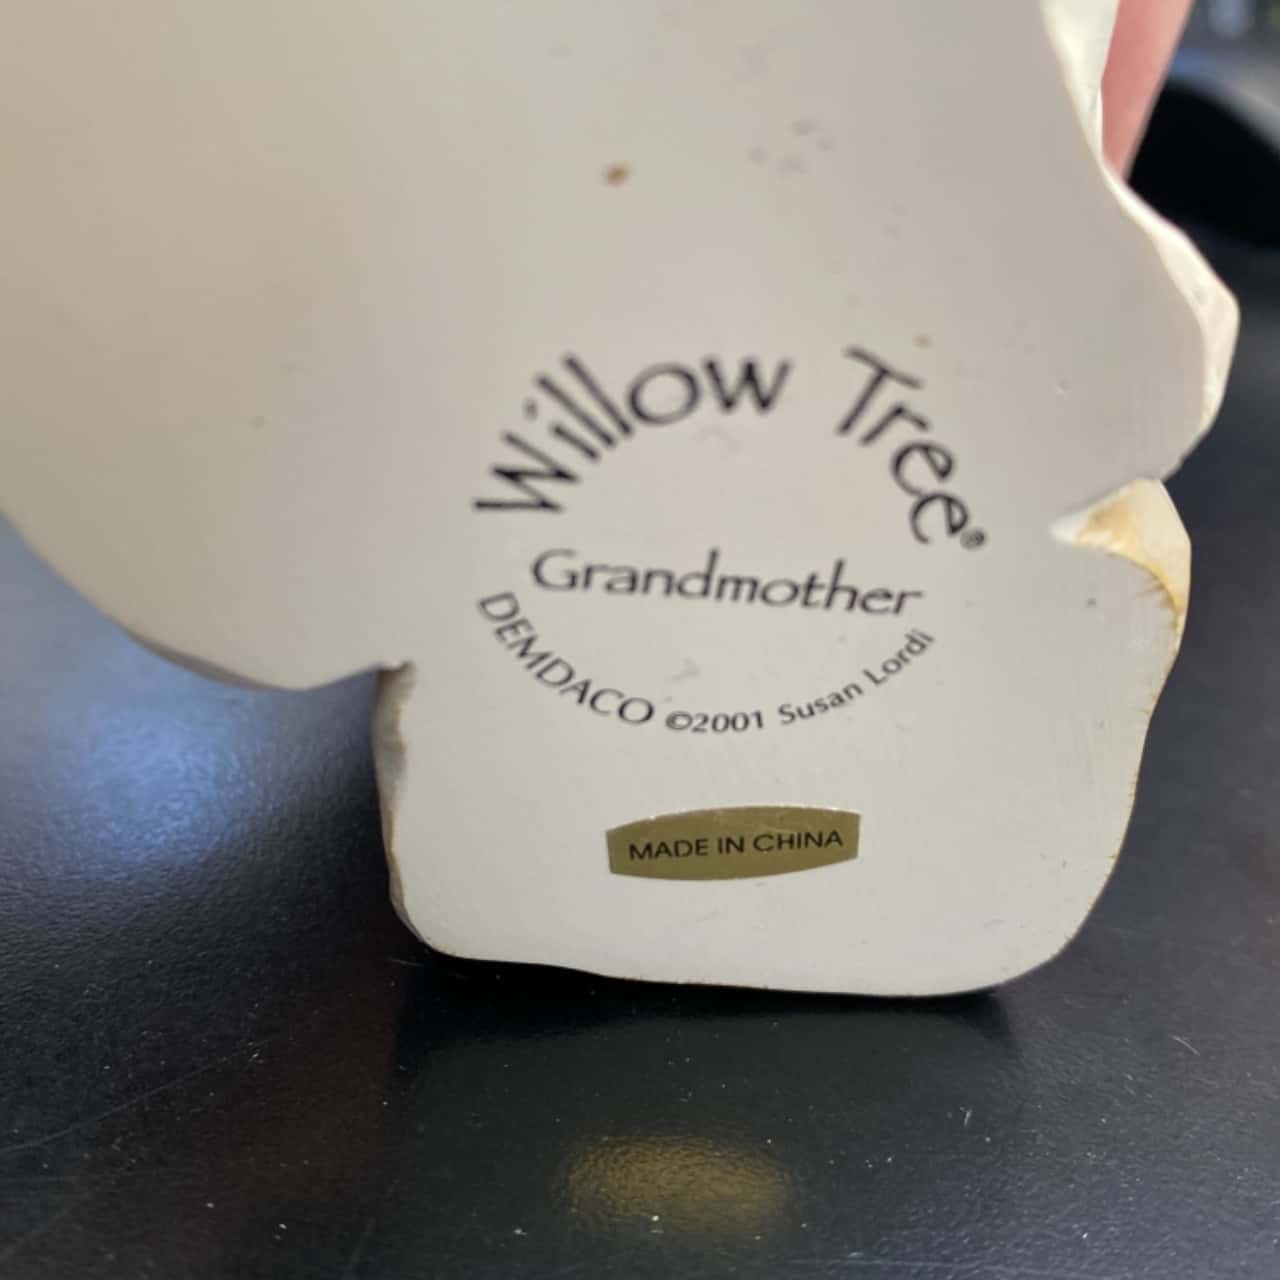 Willow Tree®
Grandmother
DEMDACO ©2001 Susan Lordi
MADE IN CHINA